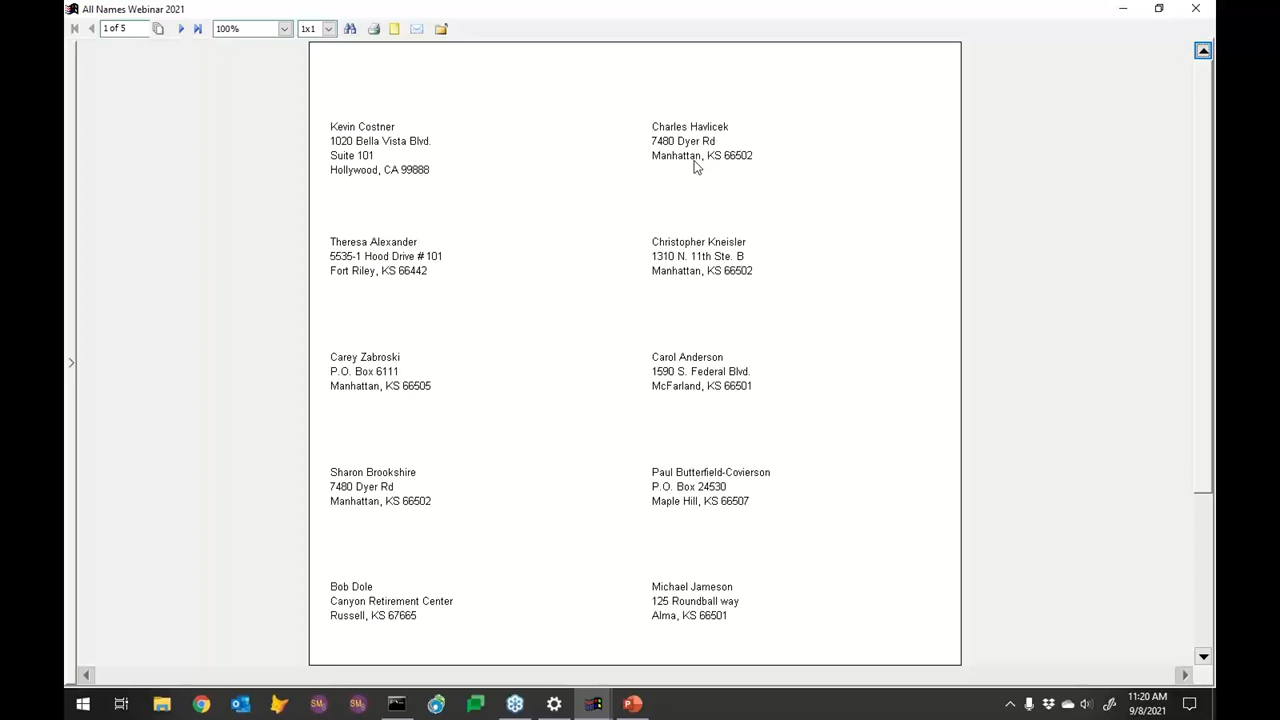 All Names Webinar 2021
1 of 5
100%
1x1
Kevin Costner
1020 Bella Vista Blvd.
Suite 101
Hollywood, CA 99888
Charles Havlicek
7480 Dyer Rd
Manhattan, KS 66502
Theresa Alexander
5535-1 Hood Drive # 101
Fort Riley, KS 66442
Christopher Kneisler
1310 N. 11th Ste. B
Manhattan, KS 66502
Carey Zabroski
P.O. Box 6111
Manhattan, KS 66505
Carol Anderson
1590 S. Federal Blvd.
McFarland, KS 66501
Sharon Brookshire
7480 Dyer Rd
Manhattan, KS 66502
Paul Butterfield-Covierson
P.O. Box 24530
Maple Hill, KS 66507
Bob Dole
Canyon Retirement Center
Russell, KS 67665
Michael Jameson
125 Roundball way
Alma, KS 66501
11:20 AM
9/8/2021